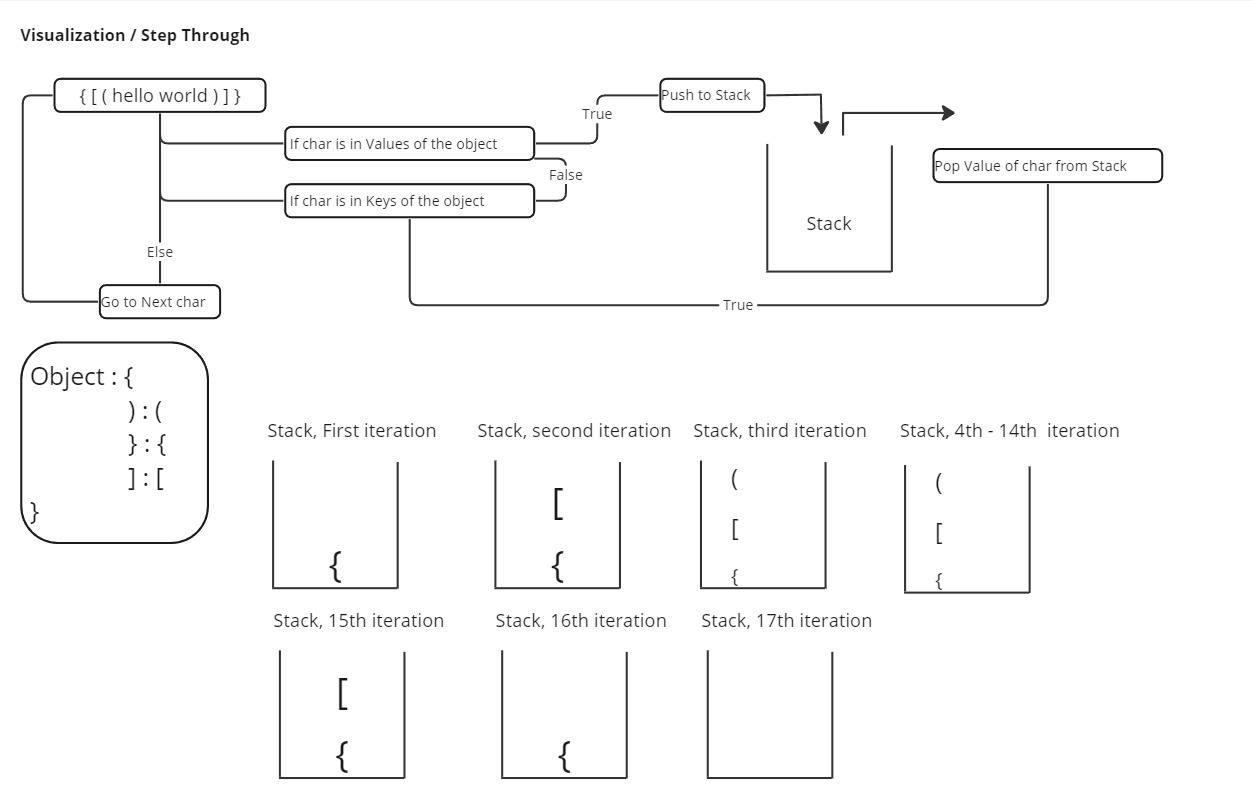 Visualization / Step Through
{ [ ( hello world ) ] }
Push to Stack
True
If char is in Values of the object
Pop Value of char from Stack
False
If char is in Keys of the object
Stack
Else
Go to Next char
True
Object : {
) : (
} : {
] : [
}
Stack, First iteration
{
Stack, second iteration
[
{
Stack, third iteration
(
[
{
Stack, 4th - 14th iteration
(
[
{
Stack, 15th iteration
[
{
Stack, 16th iteration
{
Stack, 17th iteration